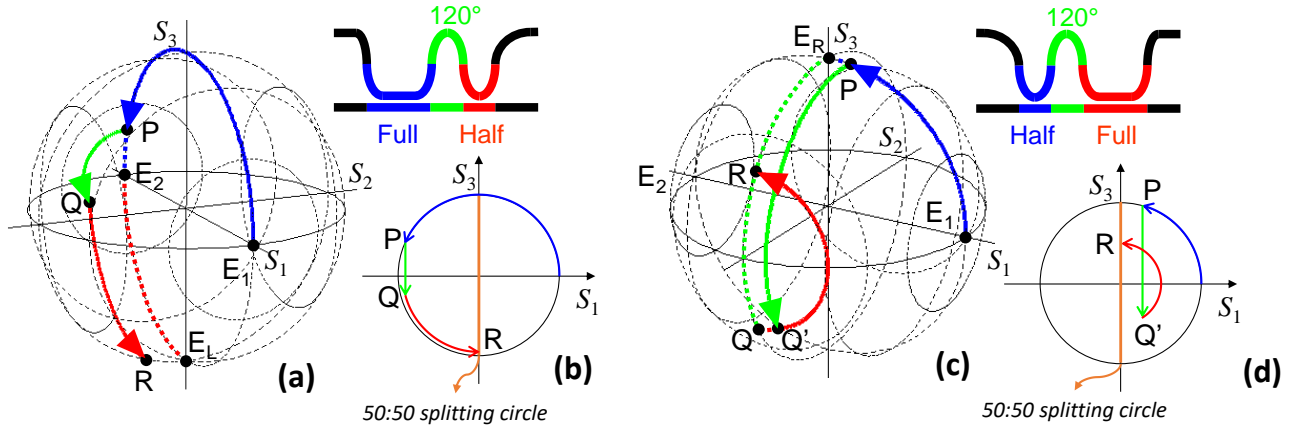 120°
S3
P
E2
S2
Q
E1
S1
R
EL
(a)
Full
Half
S3
P
S1
Q
R
(b)
50:50 splitting circle
120°
ER
S3
P
S2
E2
R
E1
S1
Q
Q'
(c)
Half
Full
S3
P
R
S1
Q'
(d)
50:50 splitting circle